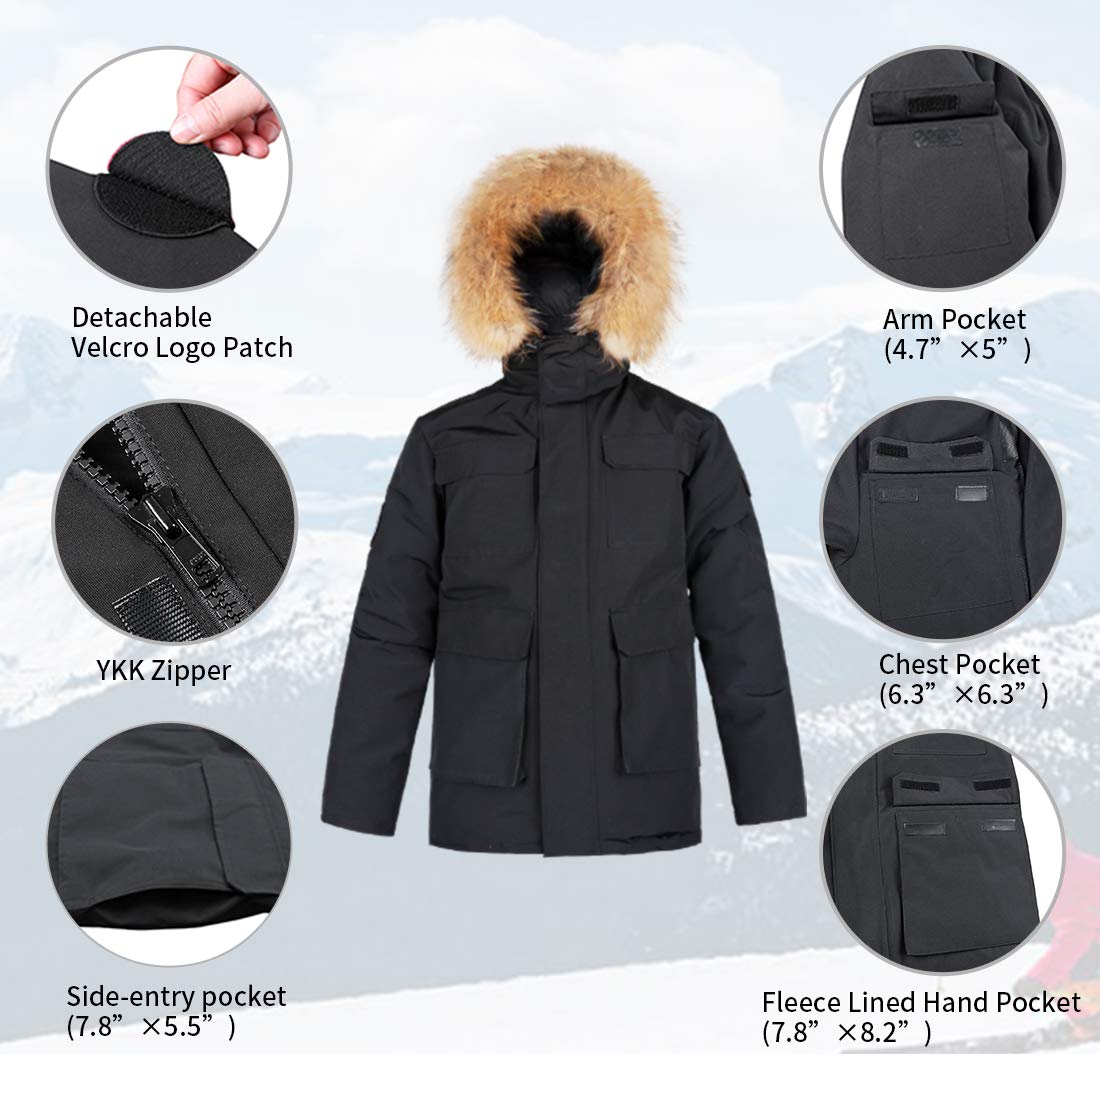 Detachable
Velcro Logo Patch
Arm Pocket
(4.7” ×5” )
YKK Zipper
Chest Pocket
(6.3” ×6.3” )
Side-entry pocket
(7.8” ×5.5” )
Fleece Lined Hand Pocket
(7.8” ×8.2” )